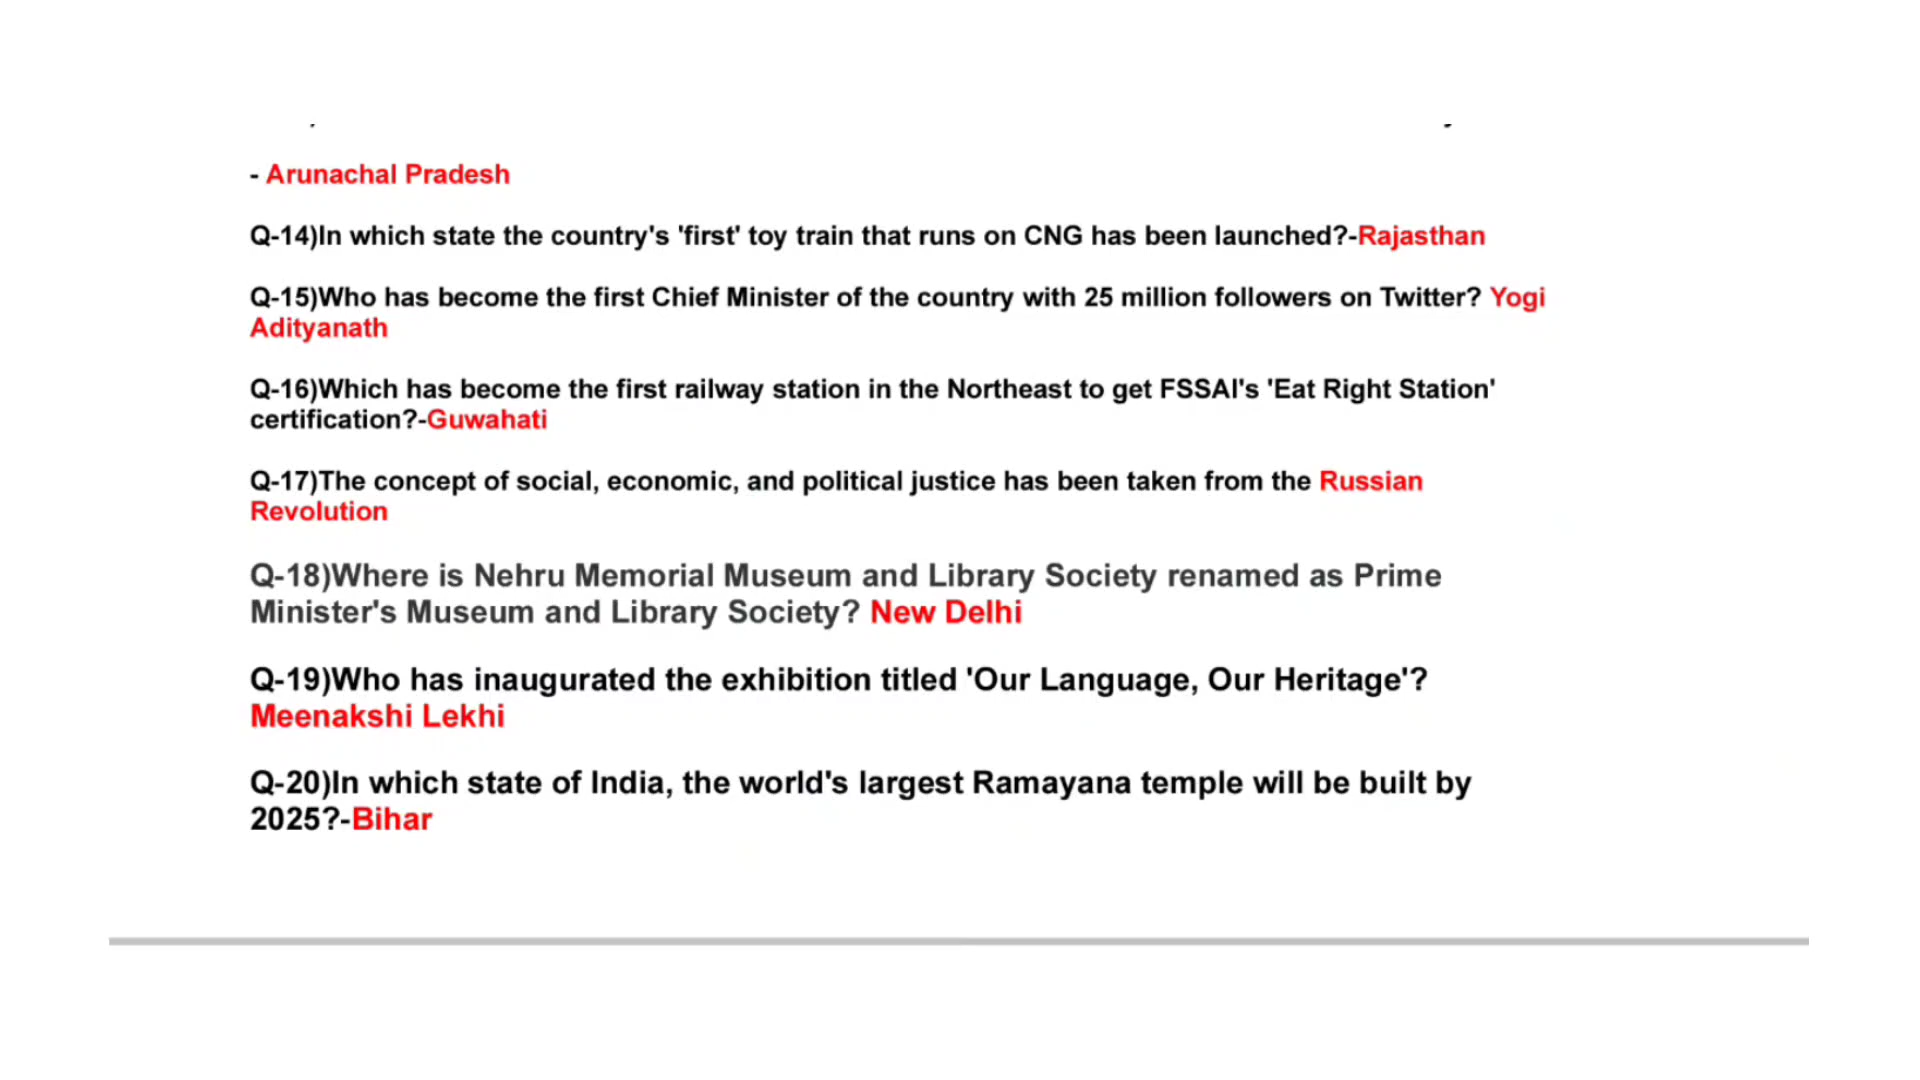 - Arunachal Pradesh
Q-14)In which state the country's 'first' toy train that runs on CNG has been launched?-Rajasthan
Q-15)Who has become the first Chief Minister of the country with 25 million followers on Twitter? Yogi
Adityanath
Q-16)Which has become the first railway station in the Northeast to get FSSAI's 'Eat Right Station'
certification?-Guwahati
Q-17)The concept of social, economic, and political justice has been taken from the Russian
Revolution
Q-18)Where is Nehru Memorial Museum and Library Society renamed as Prime
Minister's Museum and Library Society? New Delhi
Q-19)Who has inaugurated the exhibition titled 'Our Language, Our Heritage'?
Meenakshi Lekhi
Q-20)In which state of India, the world's largest Ramayana temple will be built by
2025?-Bihar